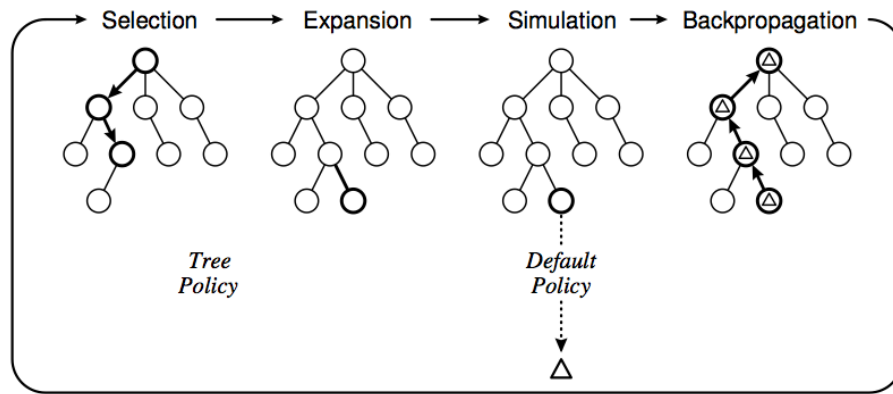 Selection Expansion Simulation Backpropagation
Tree Default
Policy Policy